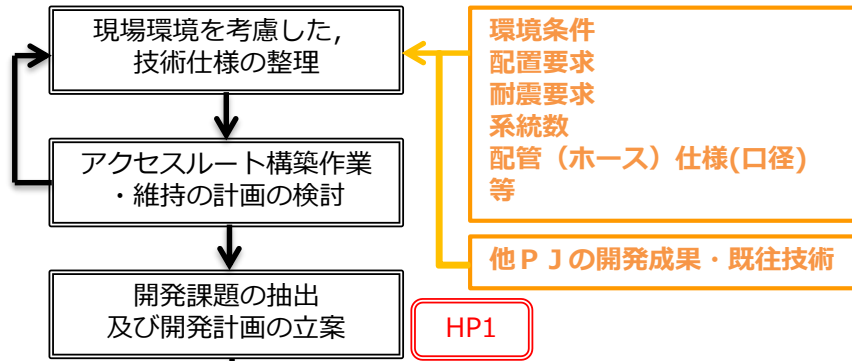 現場環境を考慮した,
技術仕様の整理
アクセスルート構築作業
・維持の計画の検討
開発課題の抽出
及び開発計画の立案
HP1
環境条件
配置要求
耐震要求
系統数
配管（ホース）仕様(口径)
等
他ＰＪの開発成果・既往技術